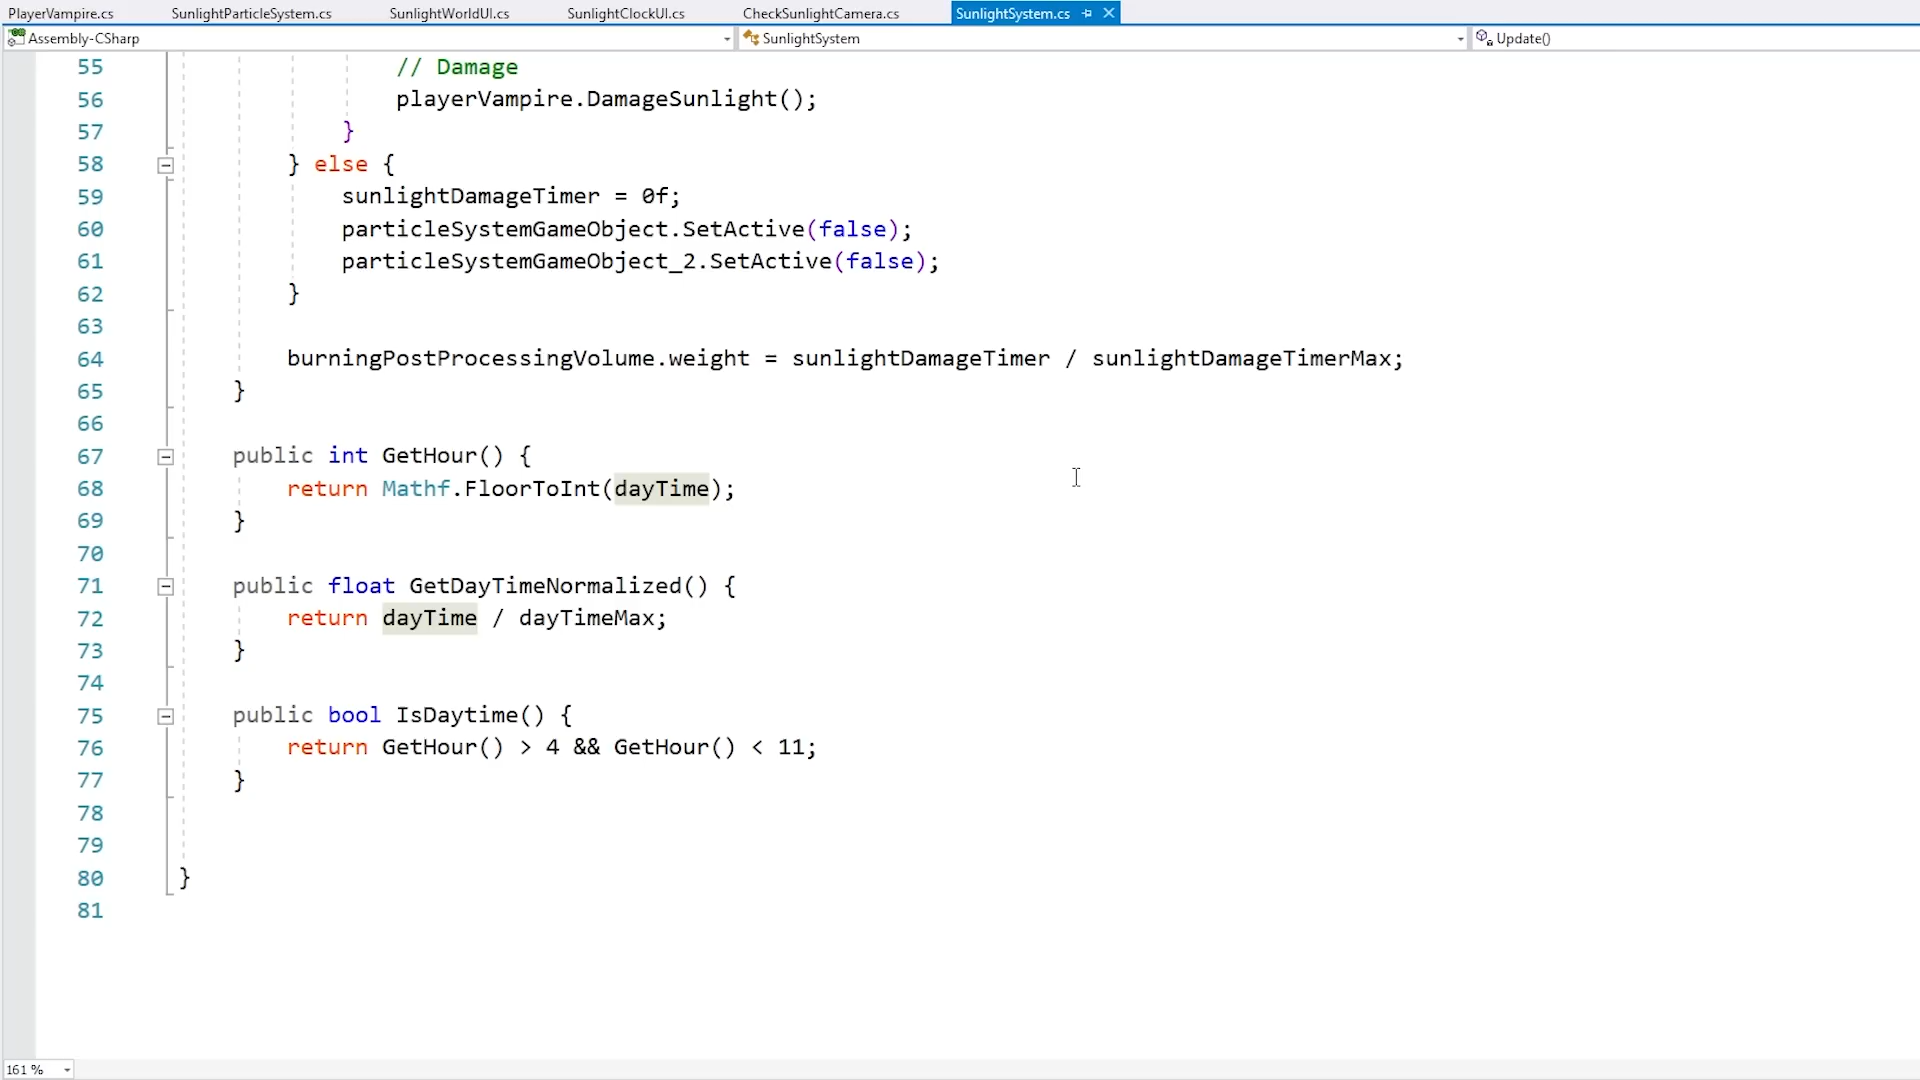 PlayerVampire.cs SunlightParticleSystem.cs SunlightWorldUI.cs SunlightClockUI.cs CheckSunlightCamera.cs SunlightSystem.cs
Assembly-CSharp SunlightSystem Update()
55 // Damage
56 playerVampire.DamageSunlight();
57 }
58 } else {
59 sunlightDamageTimer = 0f;
60 particleSystemGameObject.SetActive(false);
61 particleSystemGameObject_2.SetActive(false);
62 }
63
64 burningPostProcessingVolume.weight = sunlightDamageTimer / sunlightDamageTimerMax;
65 }
66
67 public int GetHour() {
68 return Mathf.FloorToInt(dayTime);
69 }
70
71 public float GetDayTimeNormalized() {
72 return dayTime / dayTimeMax;
73 }
74
75 public bool IsDaytime() {
76 return GetHour() > 4 && GetHour() < 11;
77 }
78
79
80 }
81
161 %